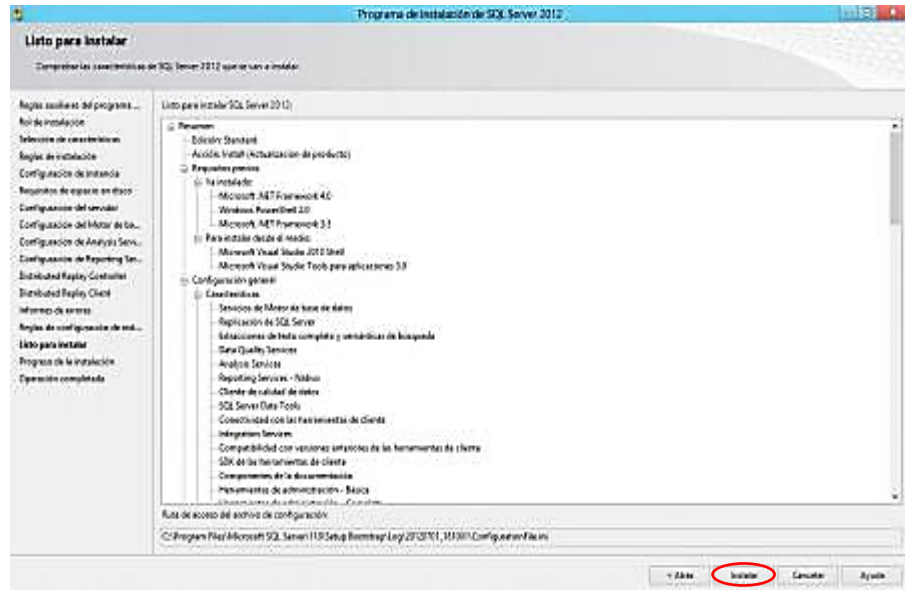 Programa de instalación de SQL Server 2012
Listo para instalar
Comprobar las características de SQL Server 2012 que se van a instalar.
Reglas auxiliares del programa ...
Rol de instalación
Selección de características
Reglas de instalación
Configuración de instancia
Requisitos de espacio en disco
Configuración del servidor
Configuración del Motor de ba...
Configuración de Analysis Serv...
Configuración de Reporting Ser...
Distributed Replay Controller
Distributed Replay Client
Informes de errores
Reglas de configuración de inst...
Listo para instalar
Progreso de la instalación
Operación completada
Listo para instalar SQL Server 2012:
Resumen
Edición: Standard
Acción: Install (Actualización de producto)
Requisitos previos
Ya instalado:
Microsoft .NET Framework 4.0
Windows PowerShell 2.0
Microsoft .NET Framework 3.5
Para instalar desde el medio:
Microsoft Visual Studio 2010 Shell
Microsoft Visual Studio Tools para aplicaciones 3.0
Configuración general
Características
Servicios de Motor de base de datos
Replicación de SQL Server
Extracciones de texto completo y semánticas de búsqueda
Data Quality Services
Analysis Services
Reporting Services - Nativo
Cliente de calidad de datos
SQL Server Data Tools
Conectividad con las herramientas de cliente
Integration Services
Compatibilidad con versiones anteriores de las herramientas de cliente
SDK de las herramientas de cliente
Componentes de la documentación
Herramientas de administración - Básica
Ruta de acceso del archivo de configuración:
C:\Program Files\Microsoft SQL Server\110\Setup Bootstrap\Log\
< Atrás
Instalar
Cancelar
Ayuda